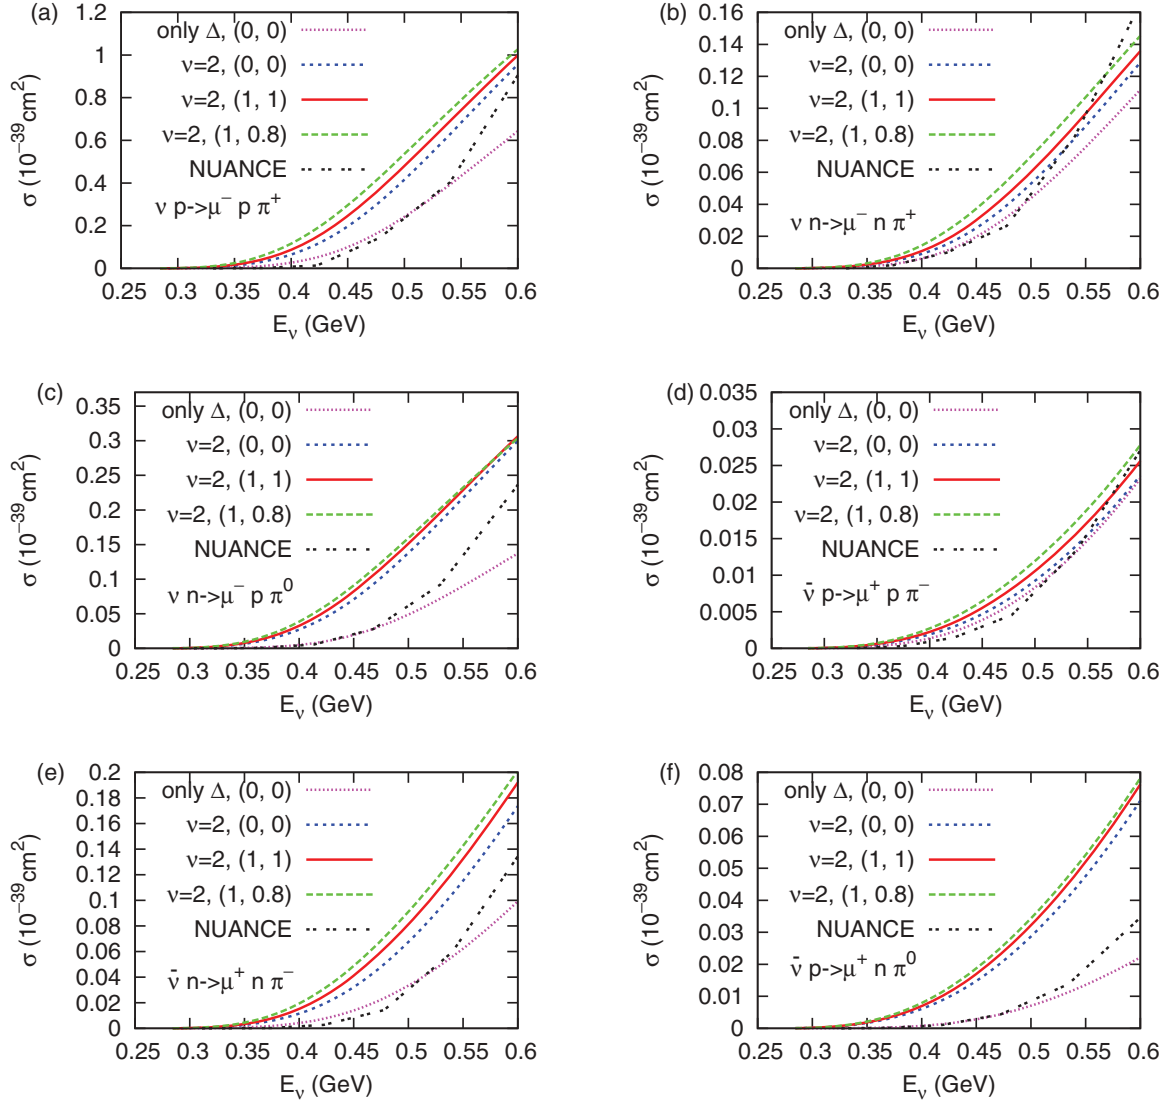 (a)
σ (10⁻³⁹cm²)
1.2
1
0.8
0.6
0.4
0.2
0
only Δ, (0, 0)
ν=2, (0, 0)
ν=2, (1, 1)
ν=2, (1, 0.8)
NUANCE
ν p->μ⁻ p π⁺
0.25 0.3 0.35 0.4 0.45 0.5 0.55 0.6
E_ν (GeV)
(b)
σ (10⁻³⁹cm²)
0.16
0.14
0.12
0.1
0.08
0.06
0.04
0.02
0
only Δ, (0, 0)
ν=2, (0, 0)
ν=2, (1, 1)
ν=2, (1, 0.8)
NUANCE
ν n->μ⁻ n π⁺
0.25 0.3 0.35 0.4 0.45 0.5 0.55 0.6
E_ν (GeV)
(c)
σ (10⁻³⁹cm²)
0.35
0.3
0.25
0.2
0.15
0.1
0.05
0
only Δ, (0, 0)
ν=2, (0, 0)
ν=2, (1, 1)
ν=2, (1, 0.8)
NUANCE
ν n->μ⁻ p π⁰
0.25 0.3 0.35 0.4 0.45 0.5 0.55 0.6
E_ν (GeV)
(d)
σ (10⁻³⁹cm²)
0.035
0.03
0.025
0.02
0.015
0.01
0.005
0
only Δ, (0, 0)
ν=2, (0, 0)
ν=2, (1, 1)
ν=2, (1, 0.8)
NUANCE
ν̄ p->μ⁺ p π⁻
0.25 0.3 0.35 0.4 0.45 0.5 0.55 0.6
E_ν (GeV)
(e)
σ (10⁻³⁹cm²)
0.2
0.18
0.16
0.14
0.12
0.1
0.08
0.06
0.04
0.02
0
only Δ, (0, 0)
ν=2, (0, 0)
ν=2, (1, 1)
ν=2, (1, 0.8)
NUANCE
ν̄ n->μ⁺ n π⁻
0.25 0.3 0.35 0.4 0.45 0.5 0.55 0.6
E_ν (GeV)
(f)
σ (10⁻³⁹cm²)
0.08
0.07
0.06
0.05
0.04
0.03
0.02
0.01
0
only Δ, (0, 0)
ν=2, (0, 0)
ν=2, (1, 1)
ν=2, (1, 0.8)
NUANCE
ν̄ p->μ⁺ n π⁰
0.25 0.3 0.35 0.4 0.45 0.5 0.55 0.6
E_ν (GeV)